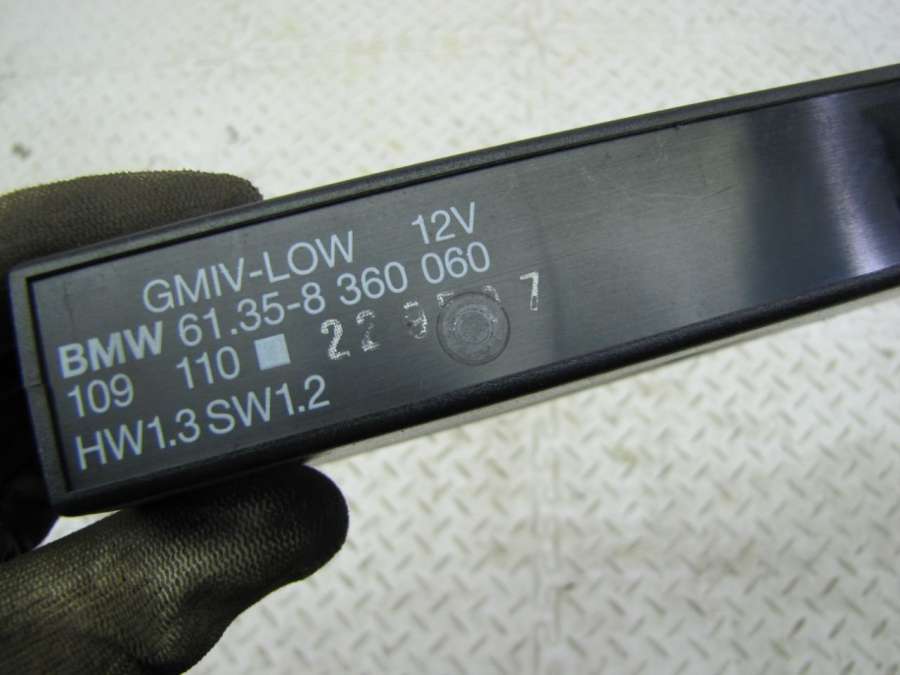 GMIV-LOW 12V
BMW 61.35-8 360 060
109 110
HW1.3 SW1.2